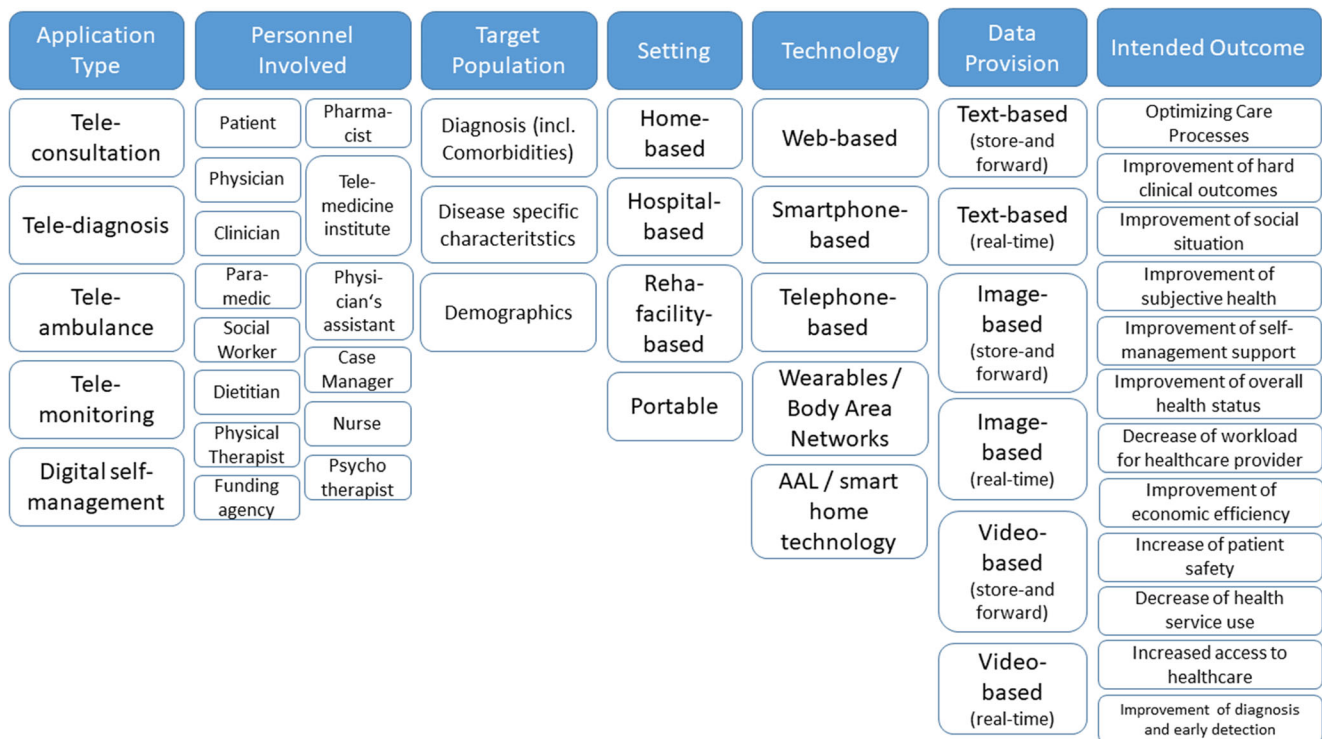 Application
Type
Personnel
Involved
Target
Population
Setting
Technology
Data
Provision
Intended Outcome
Tele-
consultation
Tele-diagnosis
Tele-
ambulance
Tele-
monitoring
Digital self-
management
Patient
Physician
Clinician
Para-
medic
Social
Worker
Dietitian
Physical
Therapist
Funding
agency
Pharma-
cist
Tele-
medicine
institute
Physi-
cian‘s
assistant
Case
Manager
Nurse
Psycho
therapist
Diagnosis (incl.
Comorbidities)
Disease specific
characteritstics
Demographics
Home-
based
Hospital-
based
Reha-
facility-
based
Portable
Web-based
Smartphone-
based
Telephone-
based
Wearables /
Body Area
Networks
AAL / smart
home
technology
Text-based
(store-and
forward)
Text-based
(real-time)
Image-
based
(store-and
forward)
Image-
based
(real-time)
Video-
based
(store-and
forward)
Video-
based
(real-time)
Optimizing Care
Processes
Improvement of hard
clinical outcomes
Improvement of social
situation
Improvement of
subjective health
Improvement of self-
management support
Improvement of overall
health status
Decrease of workload
for healthcare provider
Improvement of
economic efficiency
Increase of patient
safety
Decrease of health
service use
Increased access to
healthcare
Improvement of diagnosis
and early detection